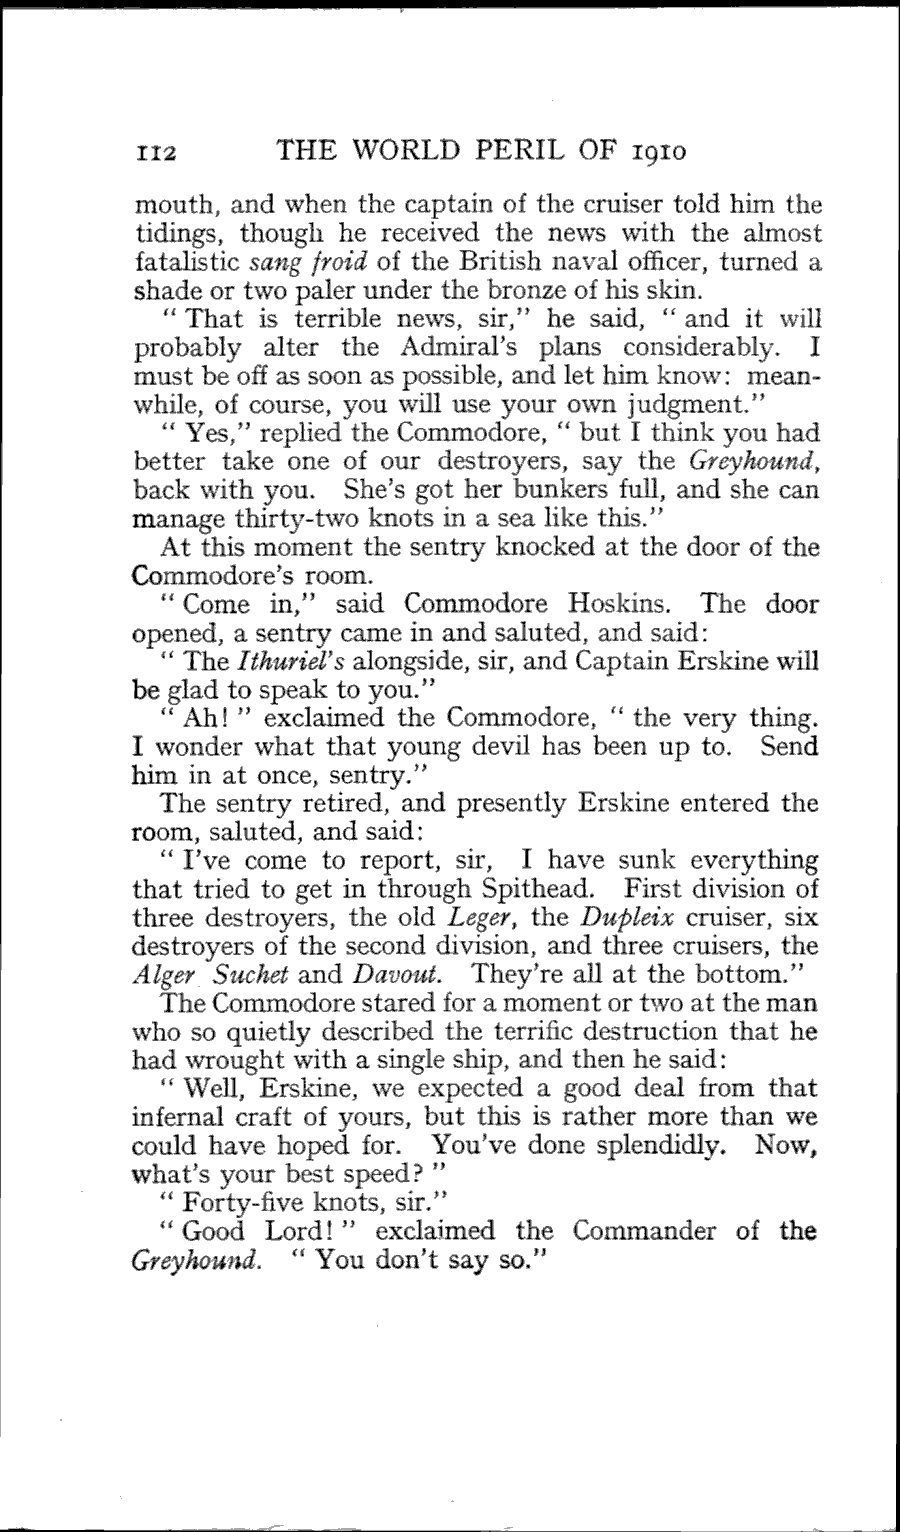 112 THE WORLD PERIL OF 1910
mouth, and when the captain of the cruiser told him the
tidings, though he received the news with the almost
fatalistic sang froid of the British naval officer, turned a
shade or two paler under the bronze of his skin.
“ That is terrible news, sir,” he said, “ and it will
probably alter the Admiral’s plans considerably. I
must be off as soon as possible, and let him know: mean-
while, of course, you will use your own judgment.”
“ Yes,” replied the Commodore, “ but I think you had
better take one of our destroyers, say the Greyhound,
back with you. She’s got her bunkers full, and she can
manage thirty-two knots in a sea like this.”
At this moment the sentry knocked at the door of the
Commodore’s room.
“ Come in,” said Commodore Hoskins. The door
opened, a sentry came in and saluted, and said:
“ The Ithuriel’s alongside, sir, and Captain Erskine will
be glad to speak to you.”
“ Ah! ” exclaimed the Commodore, “ the very thing.
I wonder what that young devil has been up to. Send
him in at once, sentry.”
The sentry retired, and presently Erskine entered the
room, saluted, and said:
“ I’ve come to report, sir, I have sunk everything
that tried to get in through Spithead. First division of
three destroyers, the old Leger, the Dupleix cruiser, six
destroyers of the second division, and three cruisers, the
Alger Suchet and Davout. They’re all at the bottom.”
The Commodore stared for a moment or two at the man
who so quietly described the terrific destruction that he
had wrought with a single ship, and then he said:
“ Well, Erskine, we expected a good deal from that
infernal craft of yours, but this is rather more than we
could have hoped for. You’ve done splendidly. Now,
what’s your best speed? ”
“ Forty-five knots, sir.”
“ Good Lord! ” exclaimed the Commander of the
Greyhound. “ You don’t say so.”